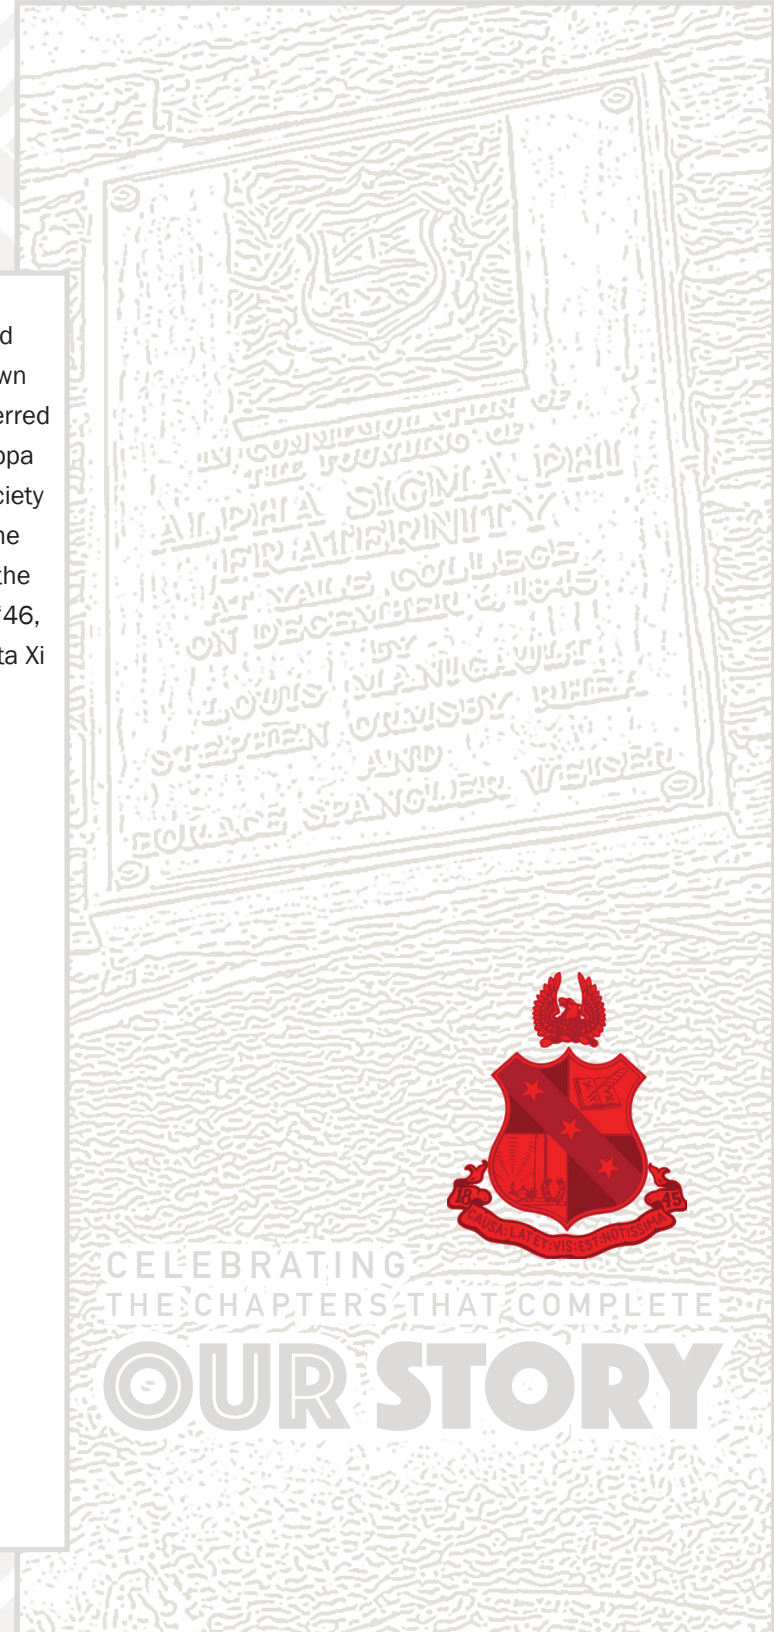 d
wn
erred
ppa
ciety
ne
the
'46,
ta Xi
IN COMMEMORATION OF
THE FOUNDING OF
ALPHA SIGMA PHI
FRATERNITY
AT YALE COLLEGE
ON DECEMBER 6, 1845
BY
LOUIS MANIGAULT
STEPHEN ORMSBY RHEA
AND
HORACE SPANGLER WEISER
18 45
CAUSA:LATET:VIS:EST:NOTISSIMA
CELEBRATING
THE CHAPTERS THAT COMPLETE
OUR STORY